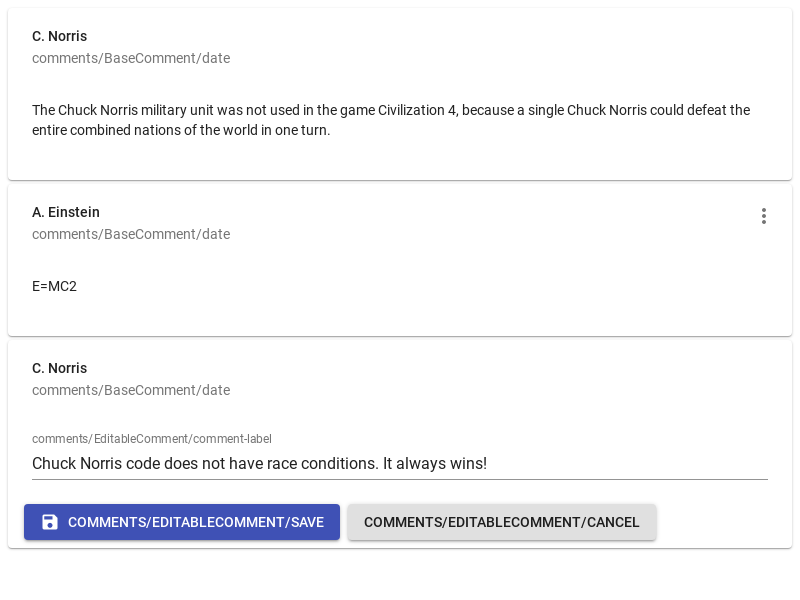 C. Norris
comments/BaseComment/date
The Chuck Norris military unit was not used in the game Civilization 4, because a single Chuck Norris could defeat the
entire combined nations of the world in one turn.
A. Einstein
comments/BaseComment/date
E=MC2
C. Norris
comments/BaseComment/date
comments/EditableComment/comment-label
Chuck Norris code does not have race conditions. It always wins!
COMMENTS/EDITABLECOMMENT/SAVE COMMENTS/EDITABLECOMMENT/CANCEL